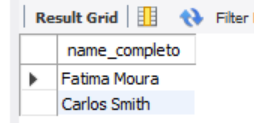 Result Grid Filter
name_completo
Fatima Moura
Carlos Smith